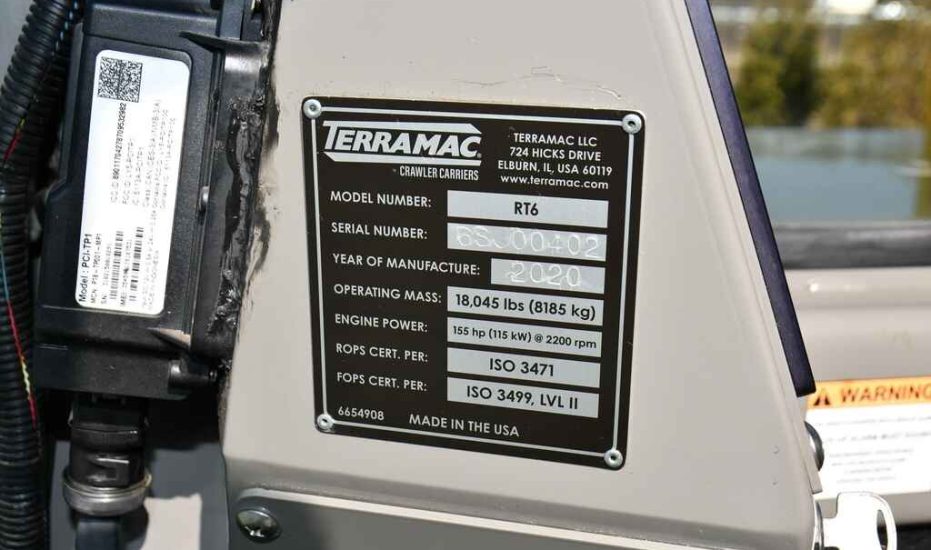 TERRAMAC
CRAWLER CARRIERS
TERRAMAC LLC
724 HICKS DRIVE
ELBURN, IL, USA 60119
www.terramac.com
MODEL NUMBER: RT6
SERIAL NUMBER: 6SJ00402
YEAR OF MANUFACTURE: 2020
OPERATING MASS: 18,045 lbs (8185 kg)
ENGINE POWER: 155 hp (115 kW) @ 2200 rpm
ROPS CERT. PER: ISO 3471
FOPS CERT. PER: ISO 3499, LVL II
6654908 MADE IN THE USA
Model : PCI-TP1
WARNING